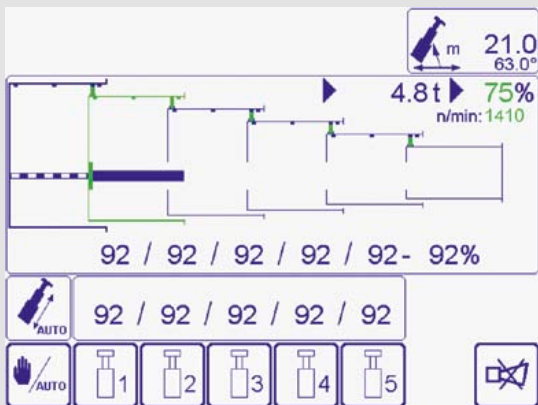 m 21.0
63.0°
4.8 t 75%
n/min: 1410
92 / 92 / 92 / 92 / 92 - 92%
AUTO
92 / 92 / 92 / 92 / 92
/AUTO 1 2 3 4 5